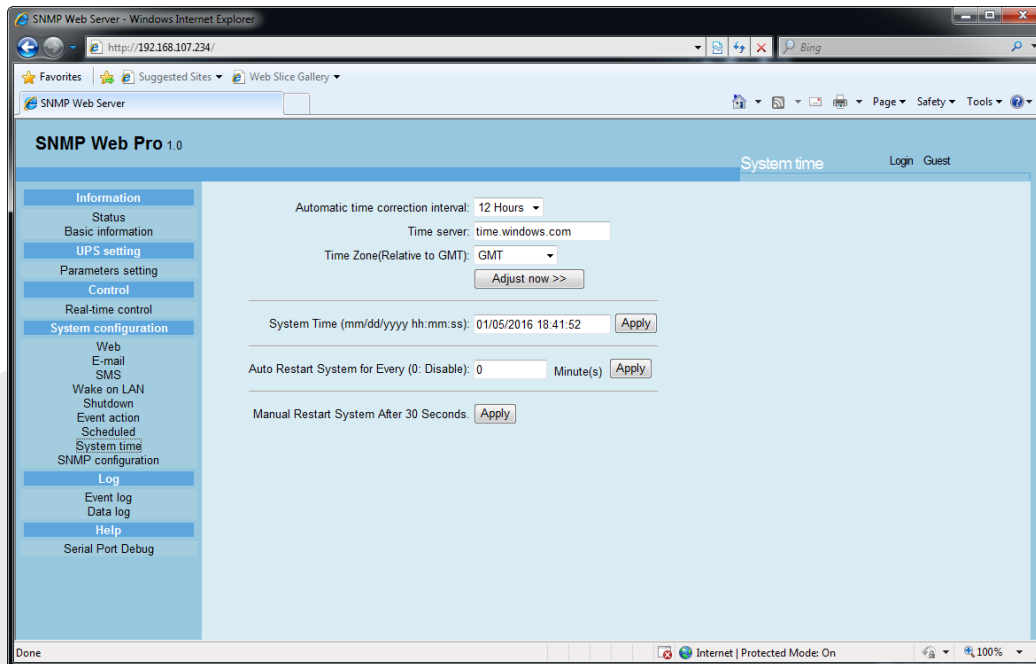 SNMP Web Server - Windows Internet Explorer
http://192.168.107.234/
Bing
Favorites Suggested Sites Web Slice Gallery
SNMP Web Server
Page Safety Tools
SNMP Web Pro 1.0
System time
Login Guest
Information
Status
Basic information
UPS setting
Parameters setting
Control
Real-time control
System configuration
Web
E-mail
SMS
Wake on LAN
Shutdown
Event action
Scheduled
System time
SNMP configuration
Log
Event log
Data log
Help
Serial Port Debug
Automatic time correction interval: 12 Hours
Time server: time.windows.com
Time Zone(Relative to GMT): GMT
Adjust now >>
System Time (mm/dd/yyyy hh:mm:ss): 01/05/2016 18:41:52 Apply
Auto Restart System for Every (0: Disable): 0 Minute(s) Apply
Manual Restart System After 30 Seconds. Apply
Done
Internet | Protected Mode: On
100%